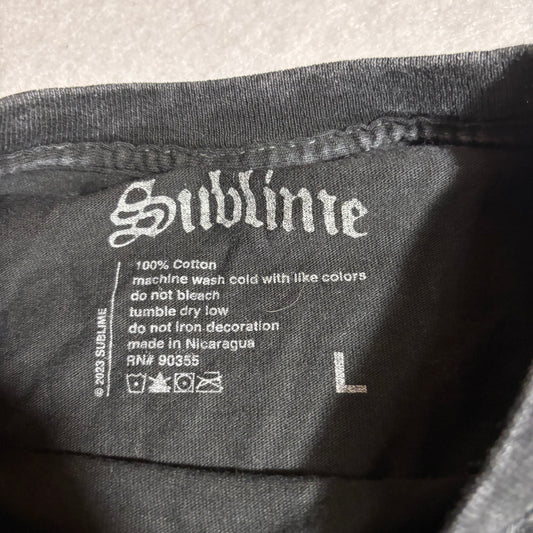 Sublime
100% Cotton
machine wash cold with like colors
do not bleach
tumble dry low
do not iron decoration
made in Nicaragua
RN# 90355
© 2023 SUBLIME
L